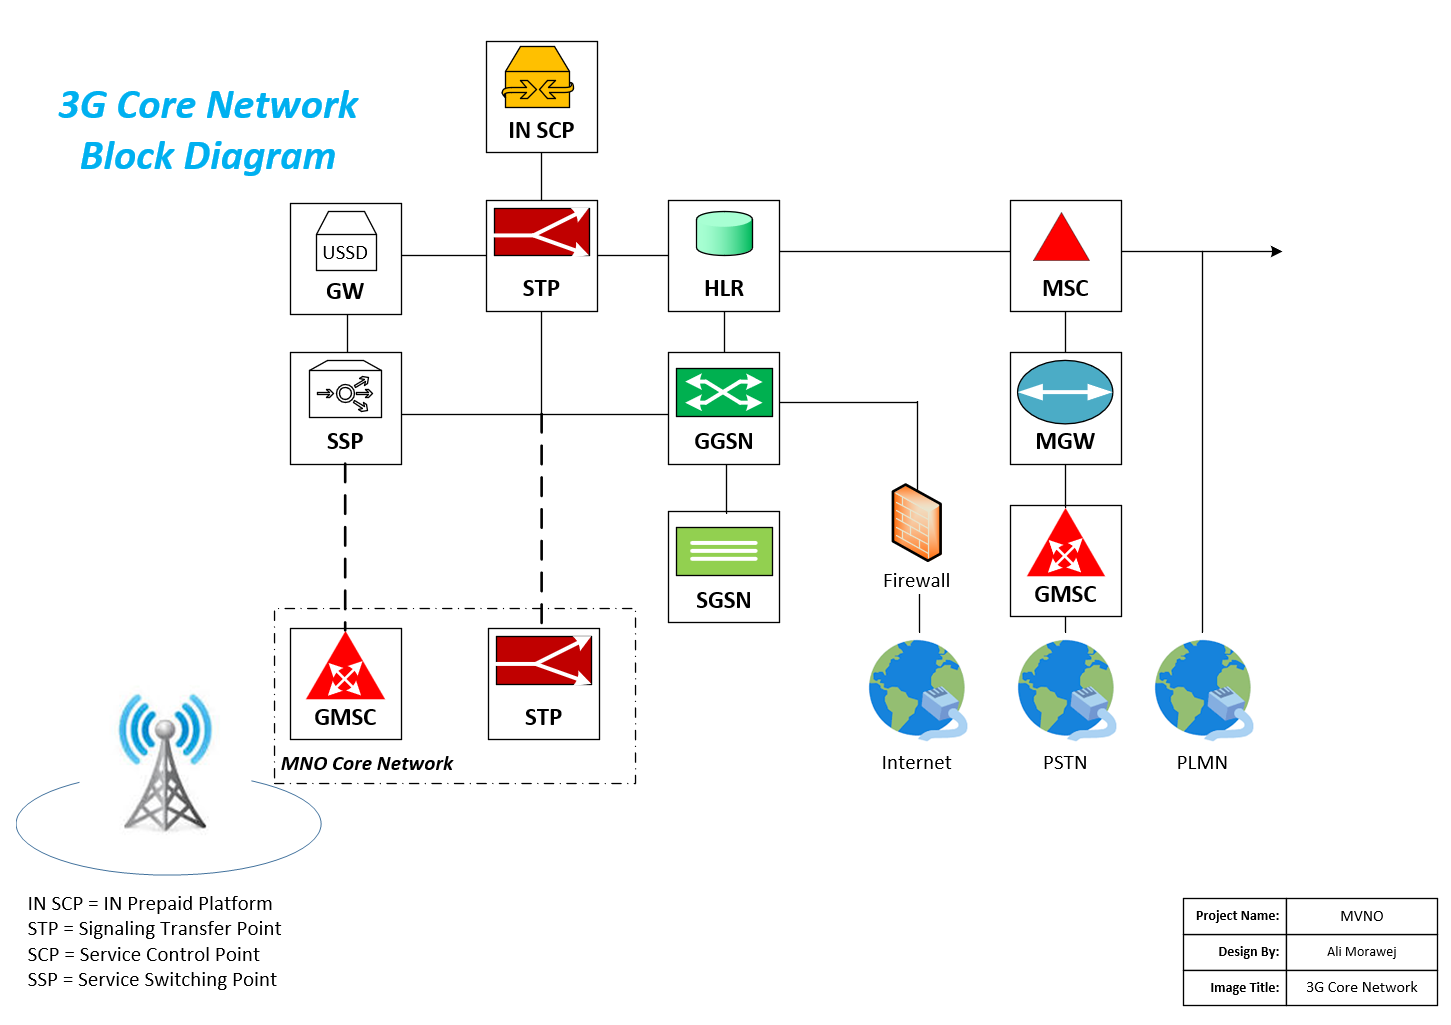 3G Core Network
Block Diagram
IN SCP
USSD
GW
STP
HLR
MSC
SSP
GGSN
MGW
SGSN
Firewall
GMSC
GMSC
STP
MNO Core Network
Internet
PSTN
PLMN
IN SCP = IN Prepaid Platform
STP = Signaling Transfer Point
SCP = Service Control Point
SSP = Service Switching Point
Project Name: MVNO
Design By: Ali Morawej
Image Title: 3G Core Network